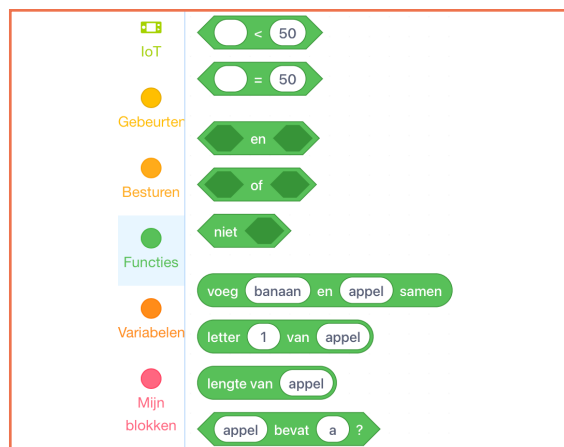 IoT
Gebeurten
Besturen
Functies
Variabelen
Mijn
blokken
< 50
= 50
en
of
niet
voeg banaan en appel samen
letter 1 van appel
lengte van appel
appel bevat a ?